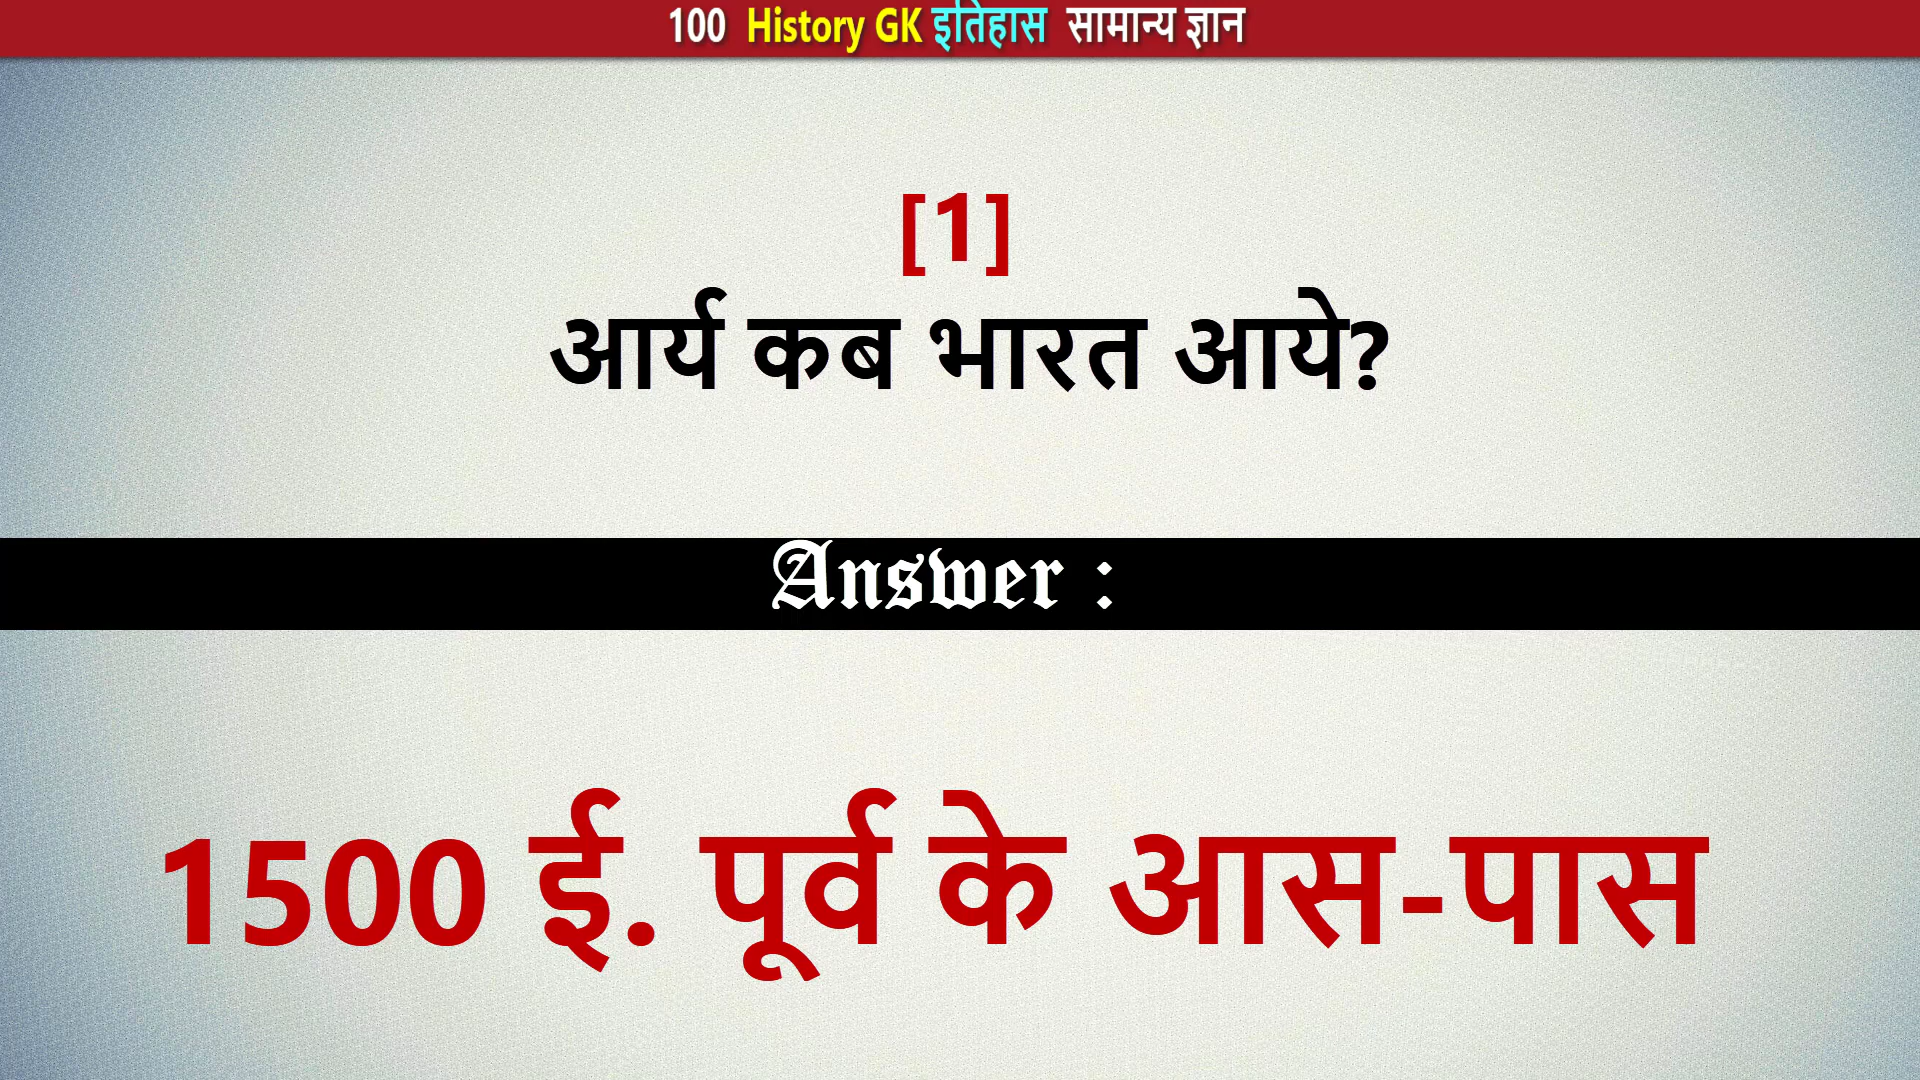 100 History GK इतिहास सामान्य ज्ञान
[1]
आर्य कब भारत आये?
Answer :
1500 ई. पूर्व के आस-पास